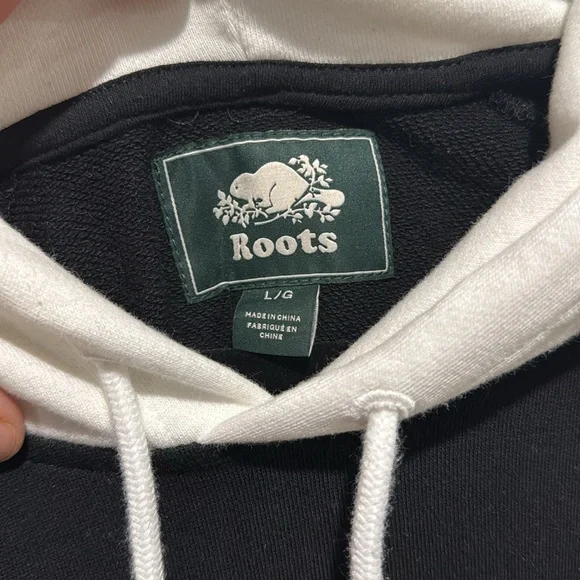 Roots
L/G
MADE IN CHINA
FABRIQUÉ EN
CHINE